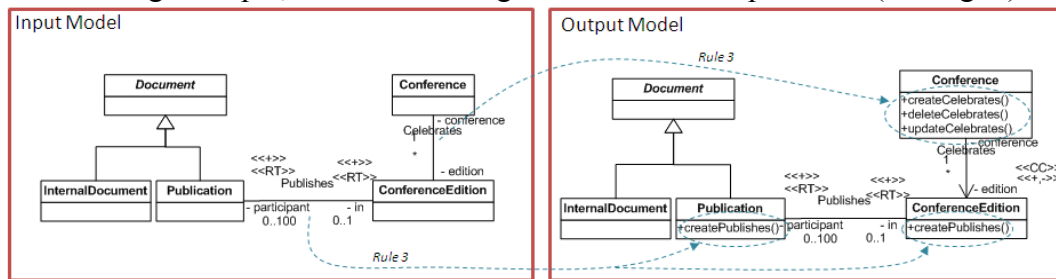 Input Model
Document
Conference
- conference
Celebrates
1
*
- edition
<<+>>
<<RT>>
<<+>>
<<RT>>
Publishes
InternalDocument
Publication
ConferenceEdition
- participant
0..100
- in
0..1
Rule 3
Output Model
Rule 3
Document
Conference
+createCelebrates()
+deleteCelebrates()
+updateCelebrates()
- conference
Celebrates
1
*
<<CC>>
<<+,->>
- edition
<<+>>
<<RT>>
<<+>>
<<RT>>
Publishes
InternalDocument
Publication
ConferenceEdition
+createPublishes()
- participant
0..100
- in
0..1
+createPublishes()